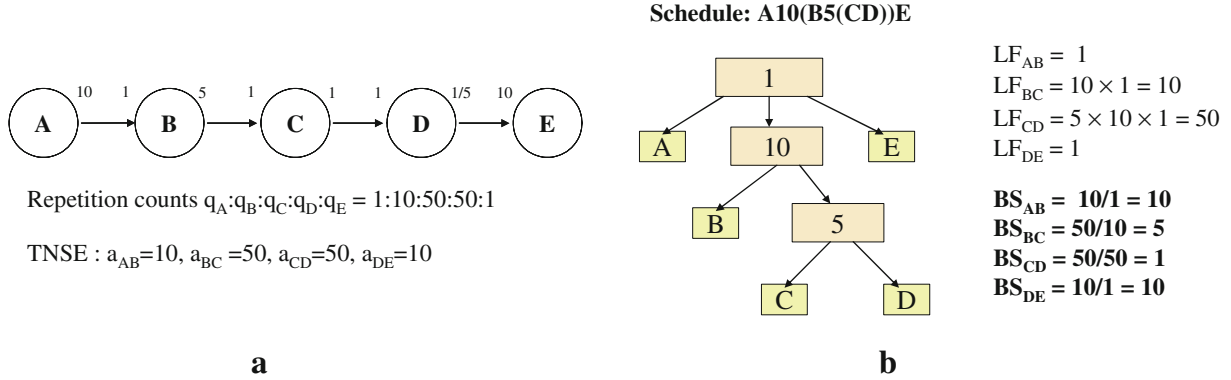 Schedule: A10(B5(CD))E
10 1 5 1 1 1 1/5 10
A B C D E
Repetition counts q_A:q_B:q_C:q_D:q_E = 1:10:50:50:1
TNSE : a_AB=10, a_BC =50, a_CD=50, a_DE=10
a
1
A 10 E
B 5
C D
LF_AB = 1
LF_BC = 10 × 1 = 10
LF_CD = 5 × 10 × 1 = 50
LF_DE = 1
BS_AB = 10/1 = 10
BS_BC = 50/10 = 5
BS_CD = 50/50 = 1
BS_DE = 10/1 = 10
b